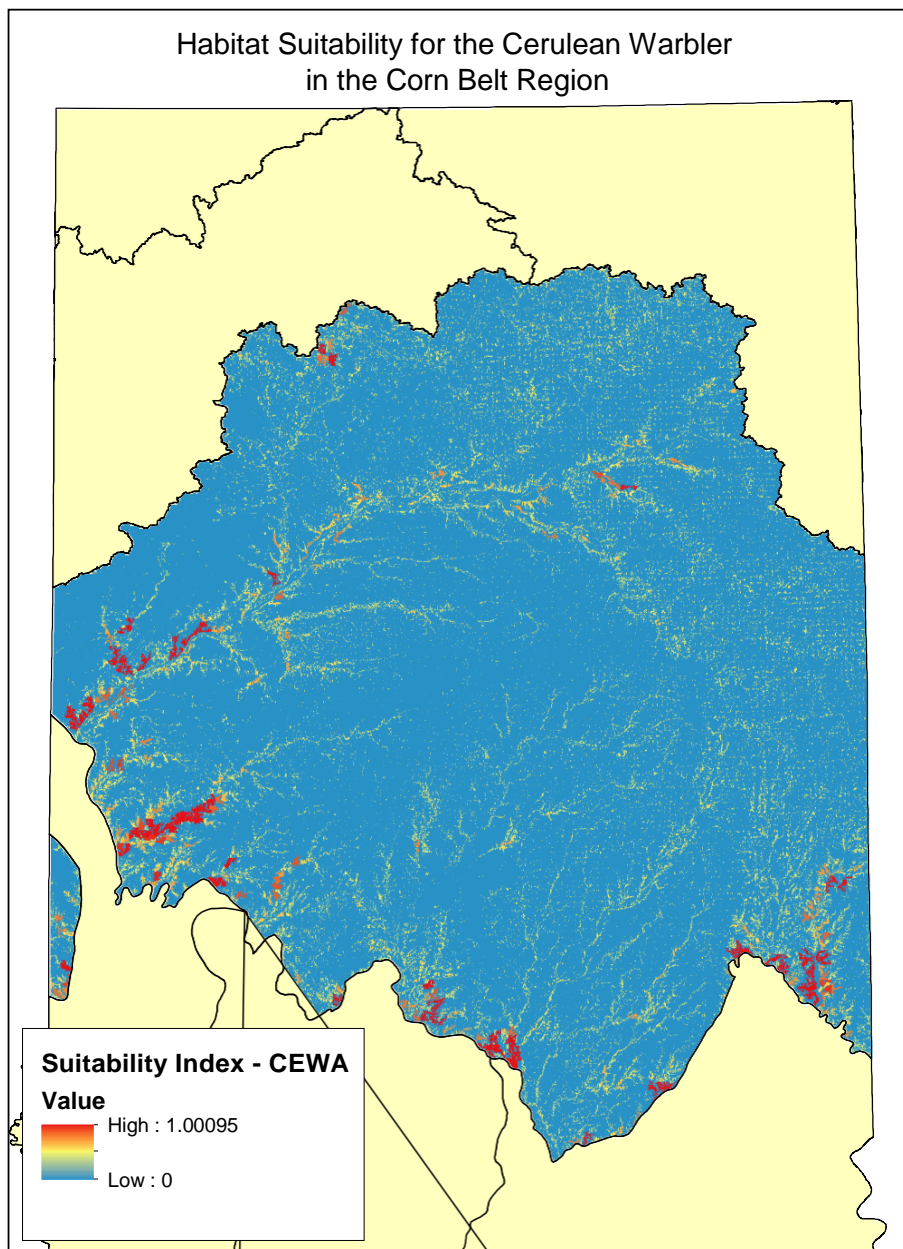 Habitat Suitability for the Cerulean Warbler
in the Corn Belt Region
Suitability Index - CEWA
Value
High : 1.00095
Low : 0